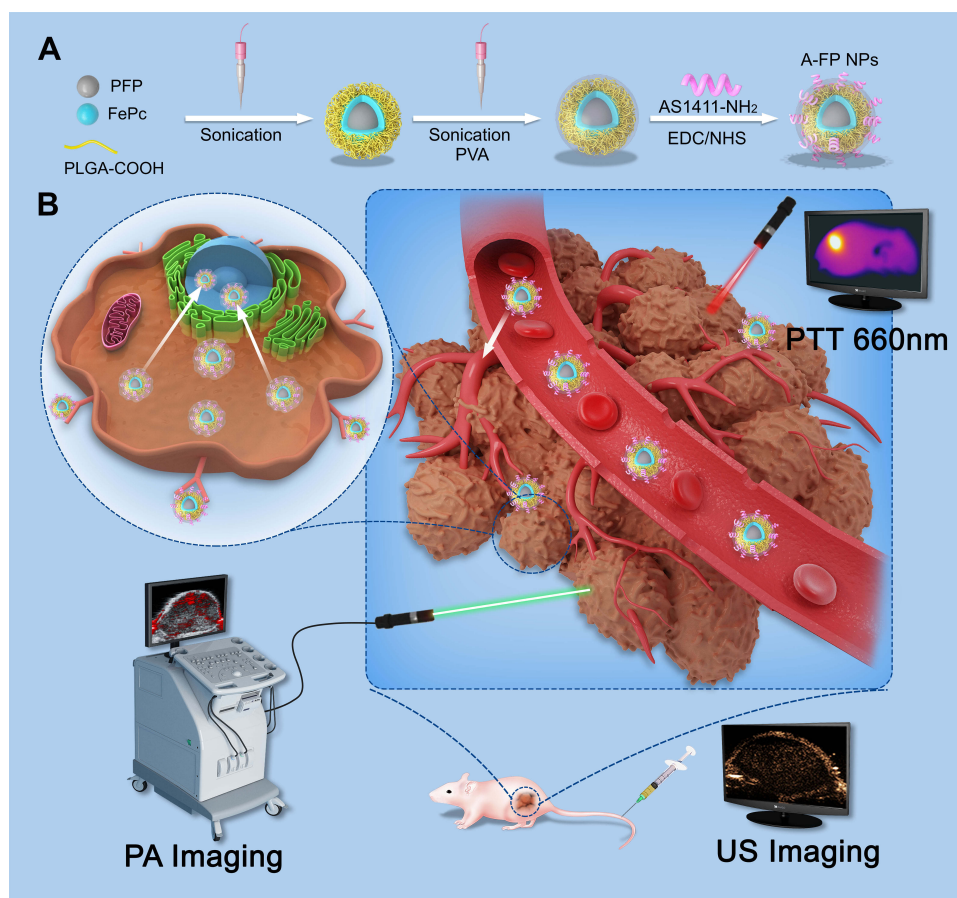 A
PFP
FePc
PLGA-COOH
Sonication
Sonication
PVA
AS1411-NH₂
EDC/NHS
A-FP NPs
B
PTT 660nm
PA Imaging
US Imaging